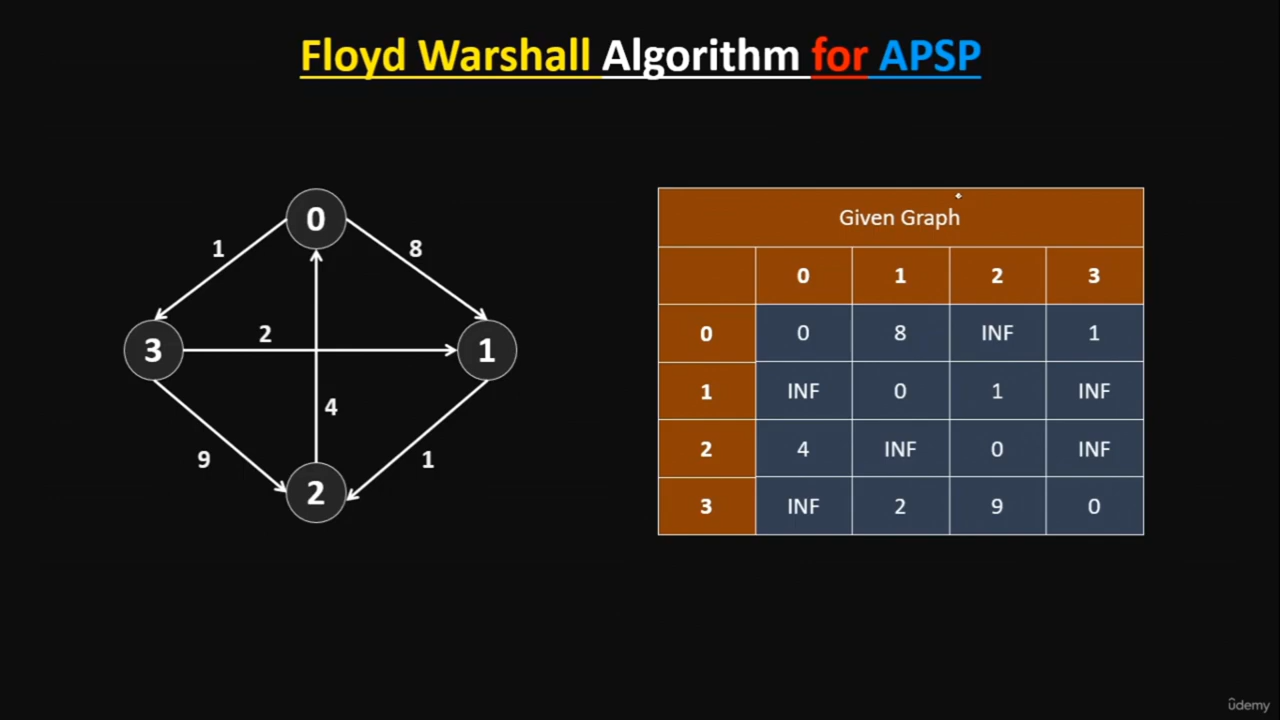 Floyd Warshall Algorithm for APSP
0
1
8
3
2
1
4
9
1
2
Given Graph
0 1 2 3
0 0 8 INF 1
1 INF 0 1 INF
2 4 INF 0 INF
3 INF 2 9 0
ûdemy